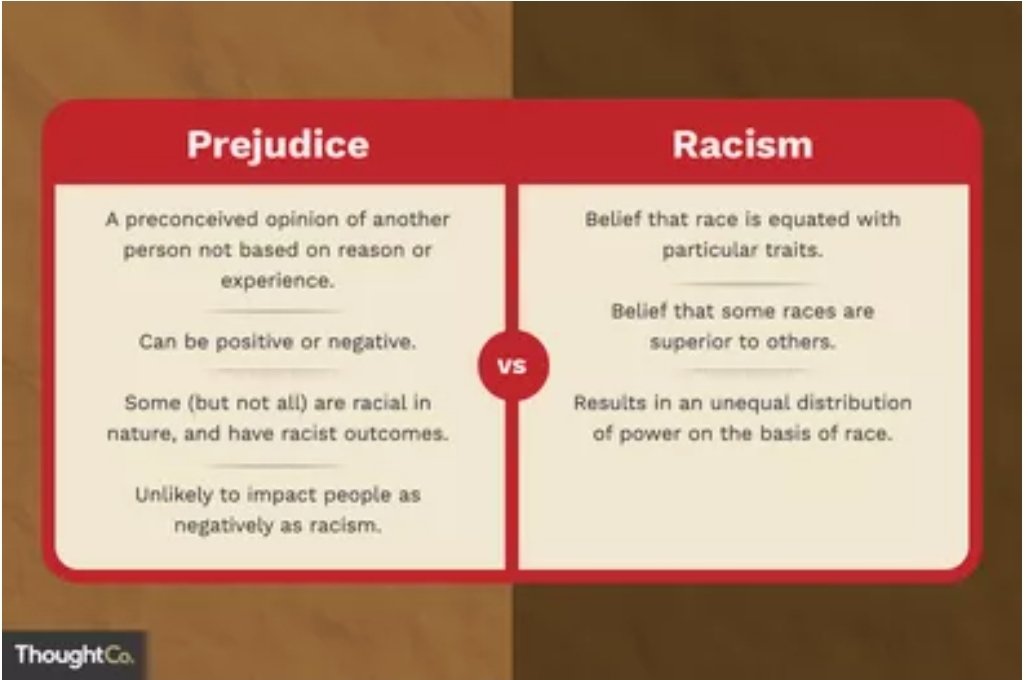 Prejudice
A preconceived opinion of another
person not based on reason or
experience.
Can be positive or negative.
Some (but not all) are racial in
nature, and have racist outcomes.
Unlikely to impact people as
negatively as racism.
vs
Racism
Belief that race is equated with
particular traits.
Belief that some races are
superior to others.
Results in an unequal distribution
of power on the basis of race.
ThoughtCo.